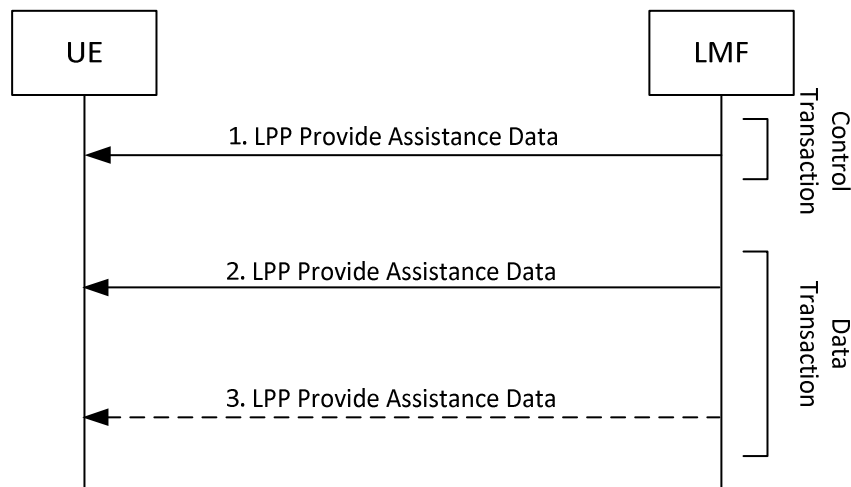 UE
LMF
1. LPP Provide Assistance Data
Control
Transaction
2. LPP Provide Assistance Data
Data
Transaction
3. LPP Provide Assistance Data